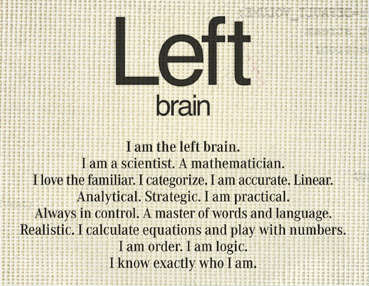 Left
brain
I am the left brain.
I am a scientist. A mathematician.
I love the familiar. I categorize. I am accurate. Linear.
Analytical. Strategic. I am practical.
Always in control. A master of words and language.
Realistic. I calculate equations and play with numbers.
I am order. I am logic.
I know exactly who I am.